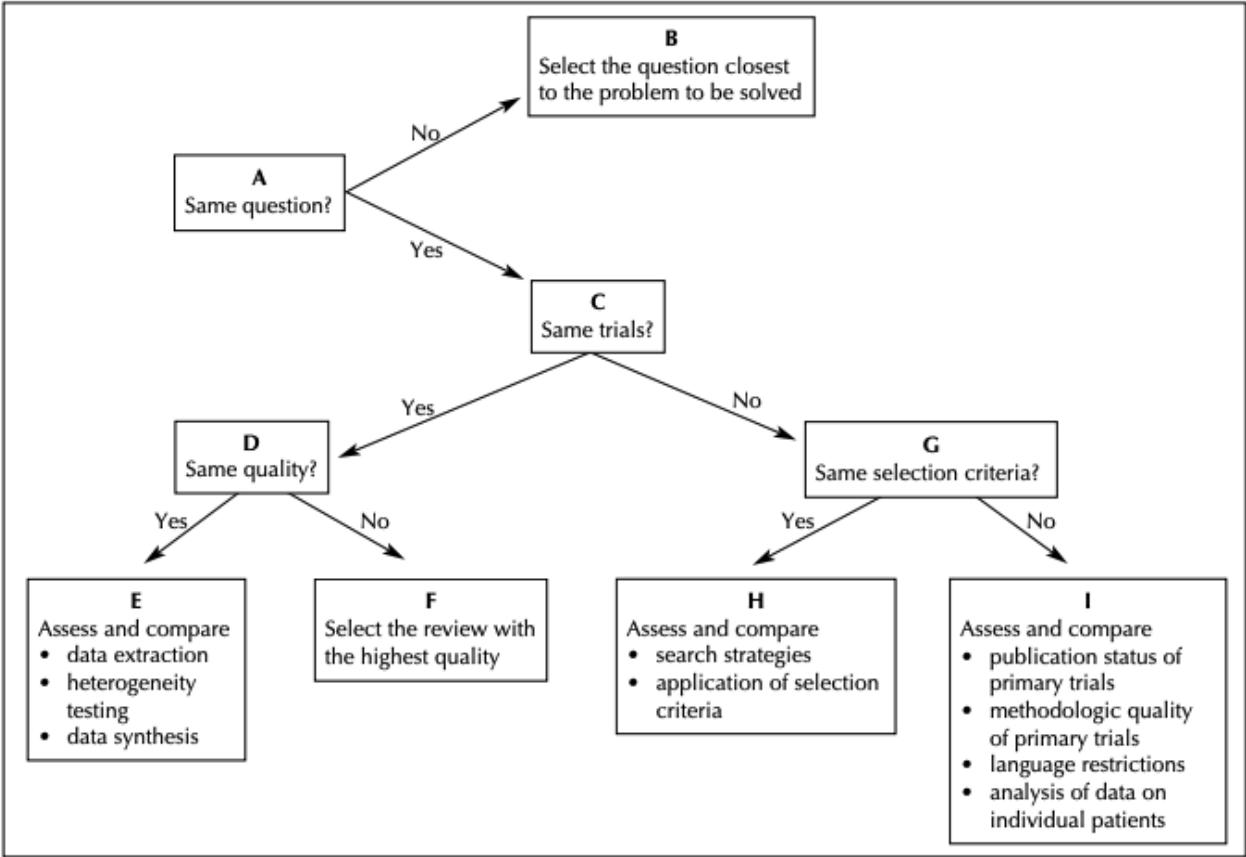 B
Select the question closest
to the problem to be solved
No
A
Same question?
Yes
C
Same trials?
Yes
No
D
Same quality?
G
Same selection criteria?
Yes
No
Yes
No
E
Assess and compare
• data extraction
• heterogeneity
testing
• data synthesis
F
Select the review with
the highest quality
H
Assess and compare
• search strategies
• application of selection
criteria
I
Assess and compare
• publication status of
primary trials
• methodologic quality
of primary trials
• language restrictions
• analysis of data on
individual patients